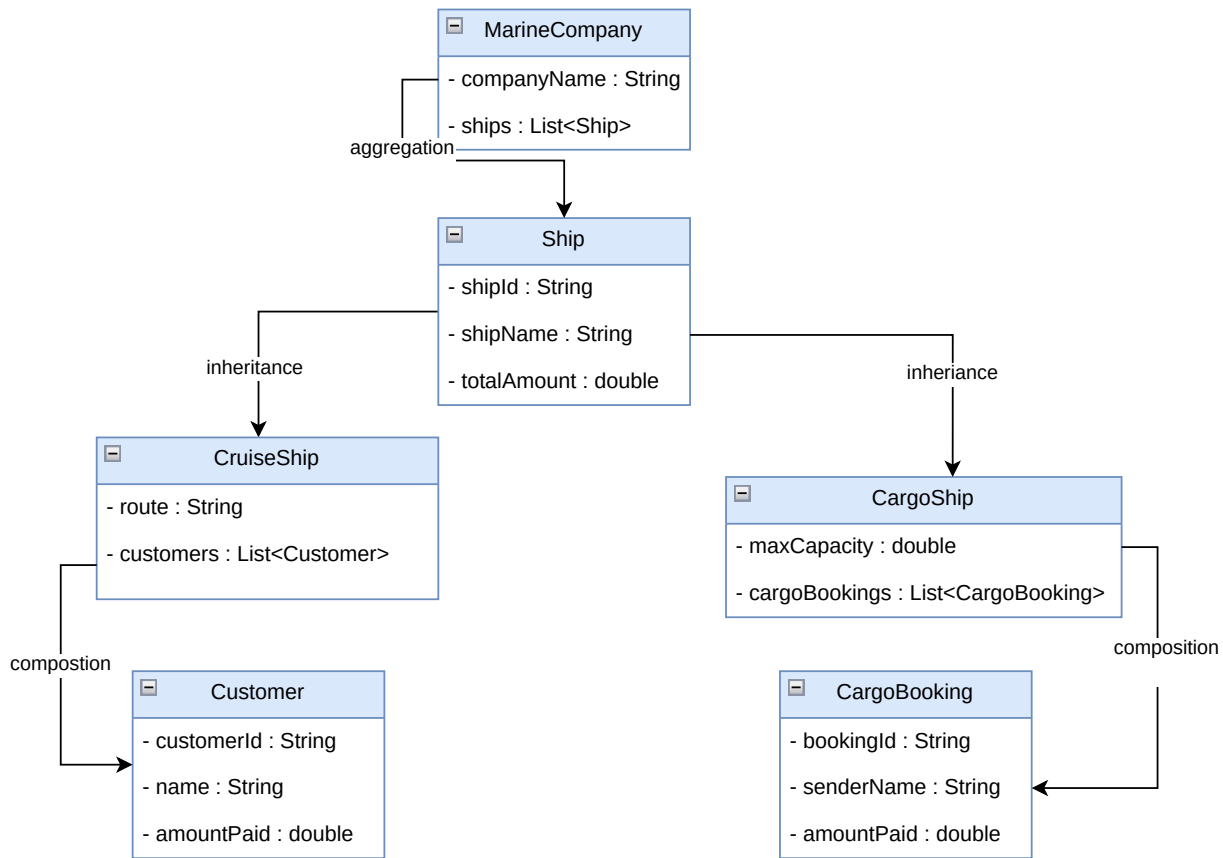 MarineCompany
- companyName : String
- ships : List<Ship>
aggregation
Ship
- shipId : String
- shipName : String
- totalAmount : double
inheritance
inheriance
CruiseShip
- route : String
- customers : List<Customer>
CargoShip
- maxCapacity : double
- cargoBookings : List<CargoBooking>
compostion
composition
Customer
- customerId : String
- name : String
- amountPaid : double
CargoBooking
- bookingId : String
- senderName : String
- amountPaid : double